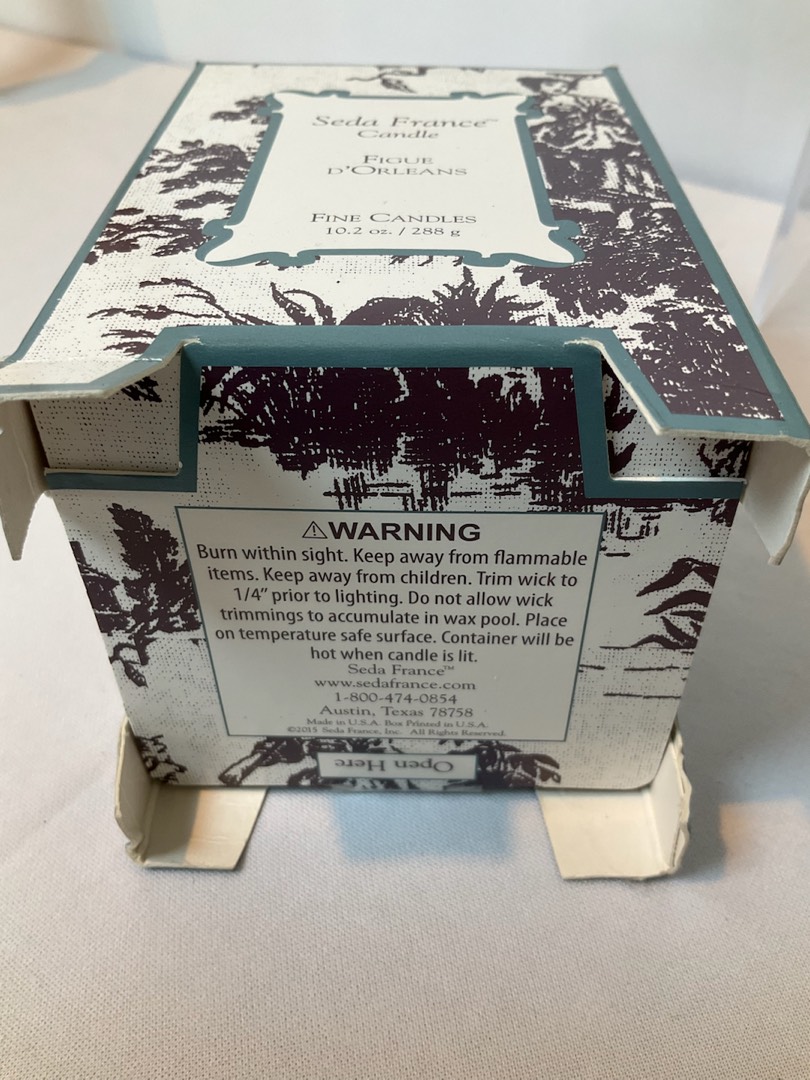 Seda France™
Candle
FIGUE
D'ORLEANS
FINE CANDLES
10.2 oz. / 288 g
⚠WARNING
Burn within sight. Keep away from flammable
items. Keep away from children. Trim wick to
1/4” prior to lighting. Do not allow wick
trimmings to accumulate in wax pool. Place
on temperature safe surface. Container will be
hot when candle is lit.
Seda France™
www.sedafrance.com
1-800-474-0854
Austin, Texas 78758
Made in U.S.A. Box Printed in U.S.A.
©2015 Seda France, Inc. All Rights Reserved.
Open Here